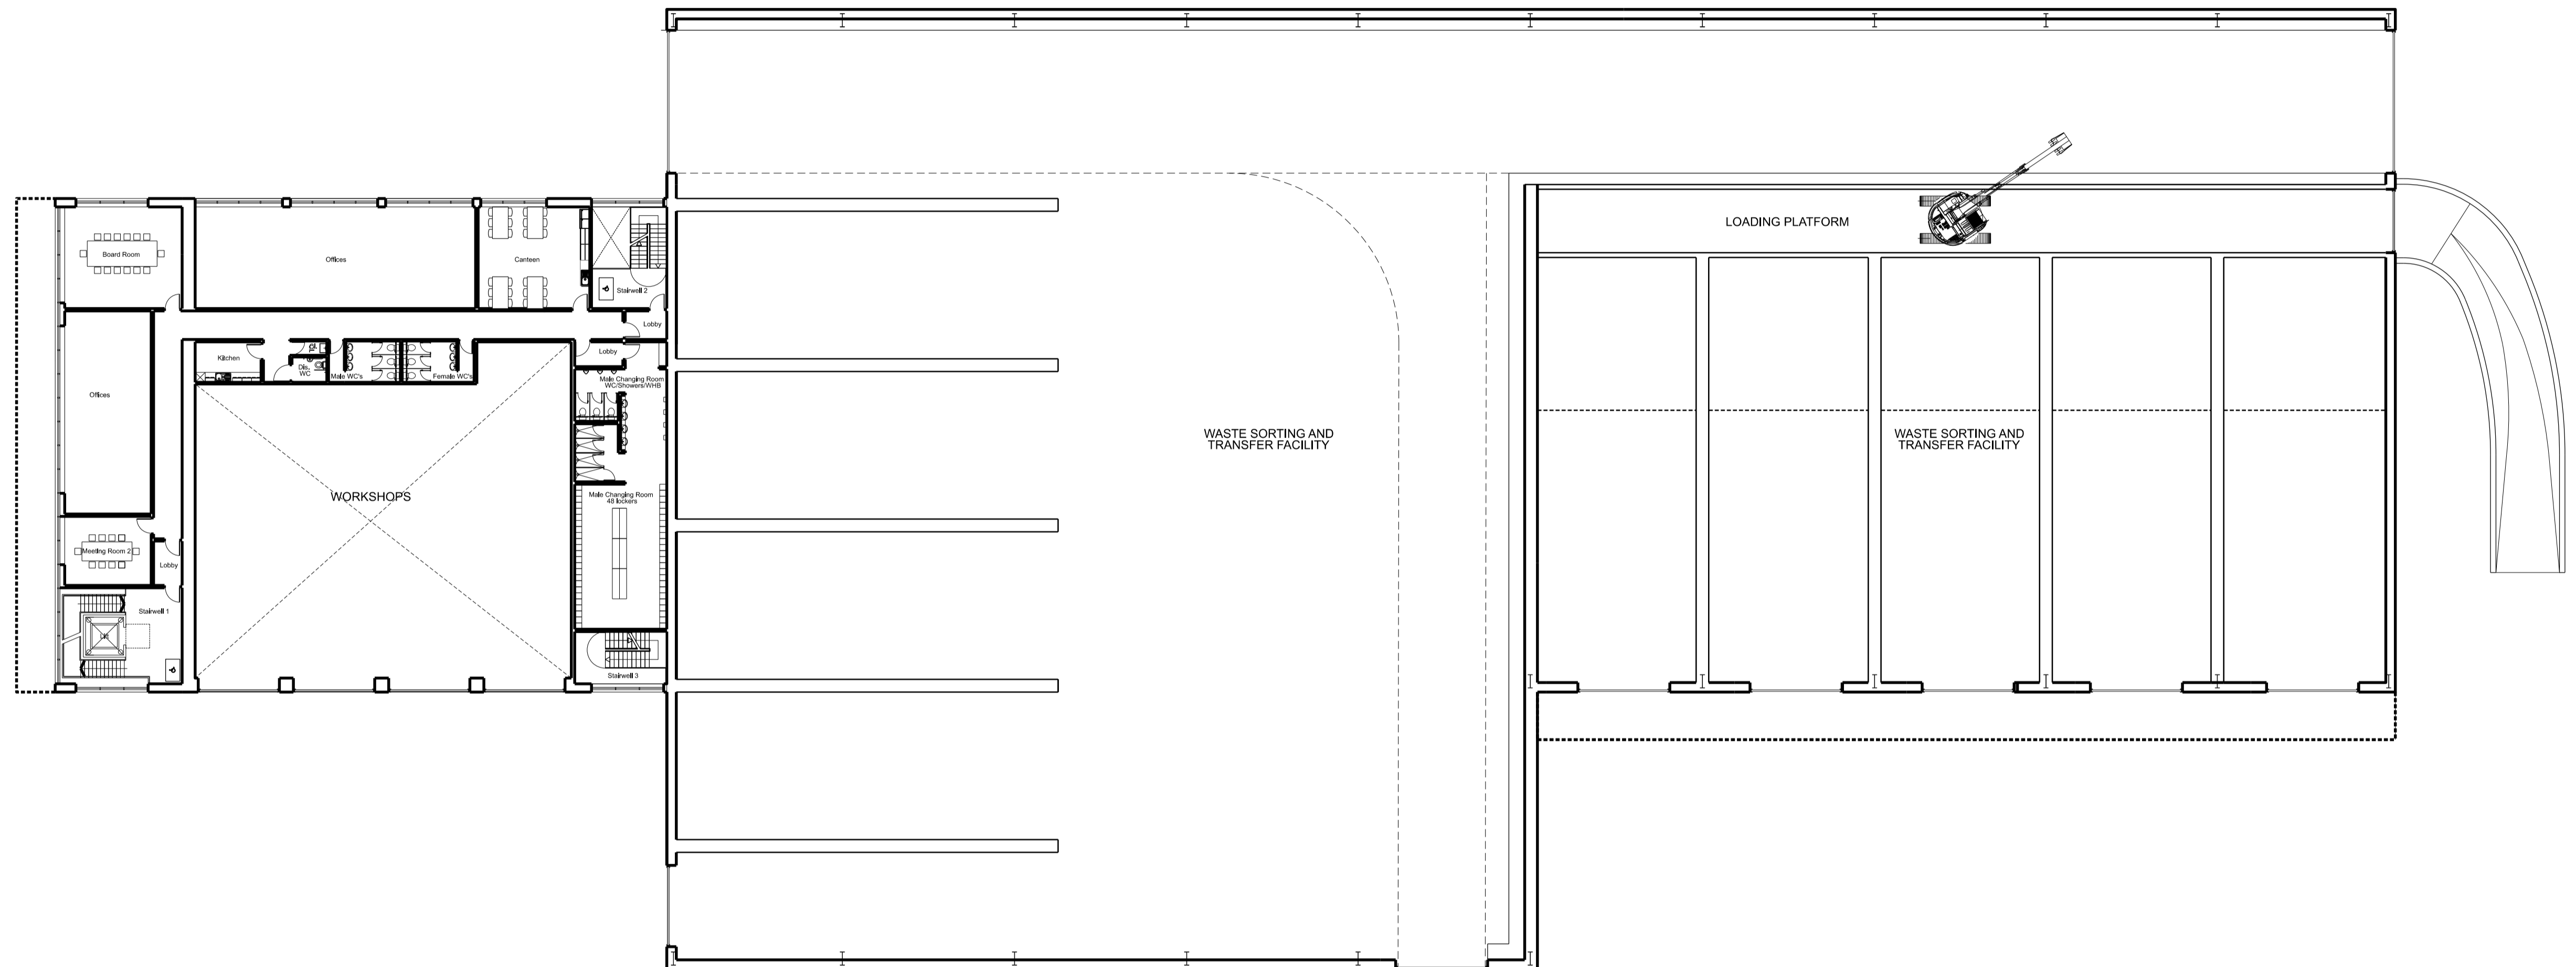 LOADING PLATFORM
Board Room
Offices
Canteen
Stairwell 2
Lobby
Lobby
Kitchen
Dis.
WC
Male WC's
Female WC's
Male Changing Room
WC/Showers/WHB
Offices
WASTE SORTING AND
TRANSFER FACILITY
WASTE SORTING AND
TRANSFER FACILITY
WORKSHOPS
Male Changing Room
48 lockers
Meeting Room 2
Lobby
Stairwell 1
Stairwell 3